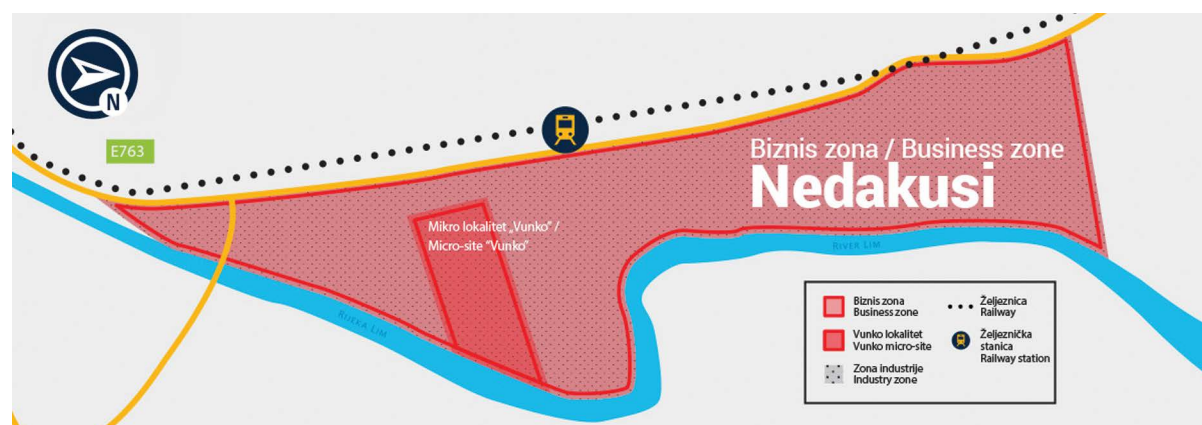 N
E763
Biznis zona / Business zone
Nedakusi
Mikro lokalitet „Vunko“ /
Micro-site “Vunko”
RIVER LIM
RIJEKA LIM
Biznis zona
Business zone
Vunko lokalitet
Vunko micro-site
Zona industrije
Industry zone
Željeznica
Railway
Željeznička
stanica
Railway station